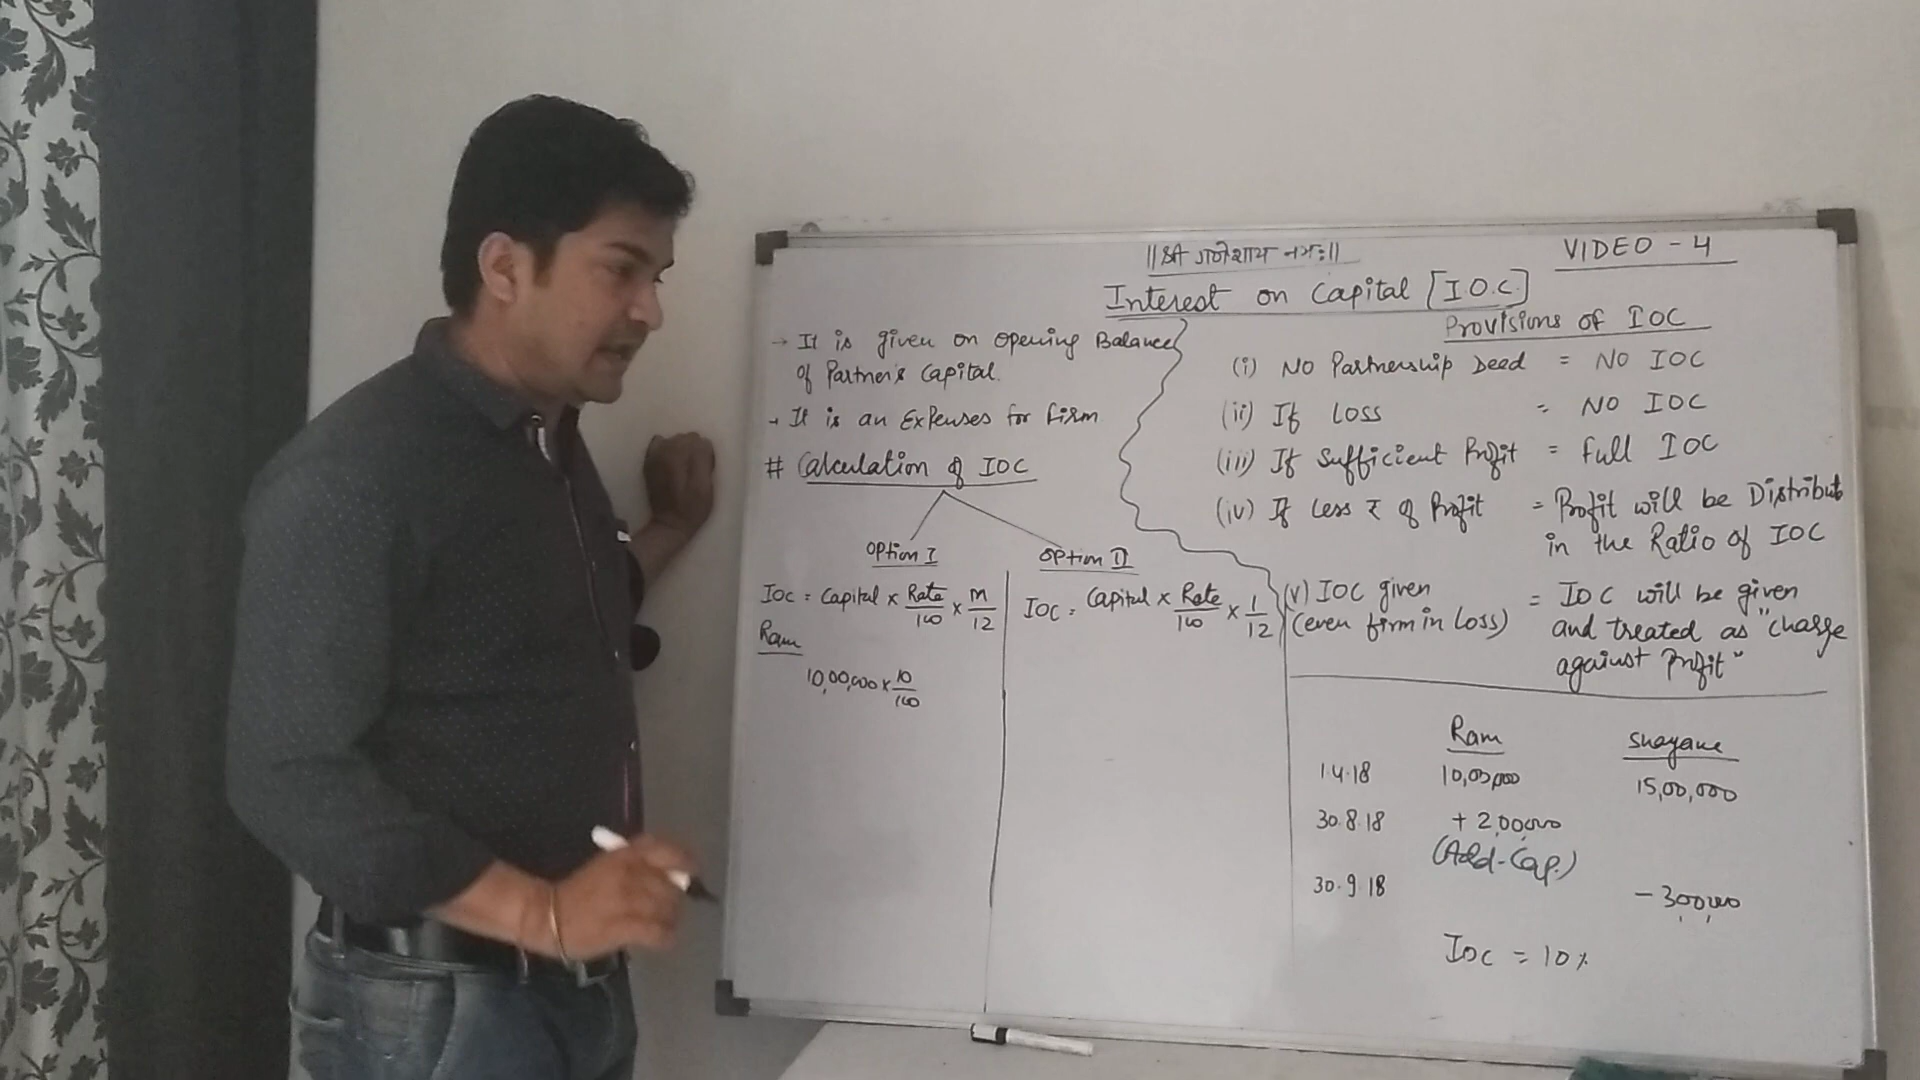 ||श्री गणेशाय नमः||
VIDEO - 4
Interest on Capital [I.O.C.]
→ It is given on opening Balance
of Partner's Capital.
→ It is an Expenses for firm
# Calculation of IOC
Option I
IOC = Capital × Rate/100 × m/12
Ram
10,00,000 × 10/100
Option II
IOC = Capital × Rate/100 × 1/12
Provisions of IOC
(i) No Partnership Deed = NO IOC
(ii) If Loss = NO IOC
(iii) If Sufficient Profit = Full IOC
(iv) If Less ₹ of Profit = Profit will be Distribut
in the Ratio of IOC
(v) IOC given = IOC will be given
(even firm in Loss) and treated as "charge
against Profit"
Ram
1.4.18 10,00,000 15,00,000
30.8.18 + 2,00,000
(Add-Cap.)
30.9.18 - 3,00,000
IOC = 10%